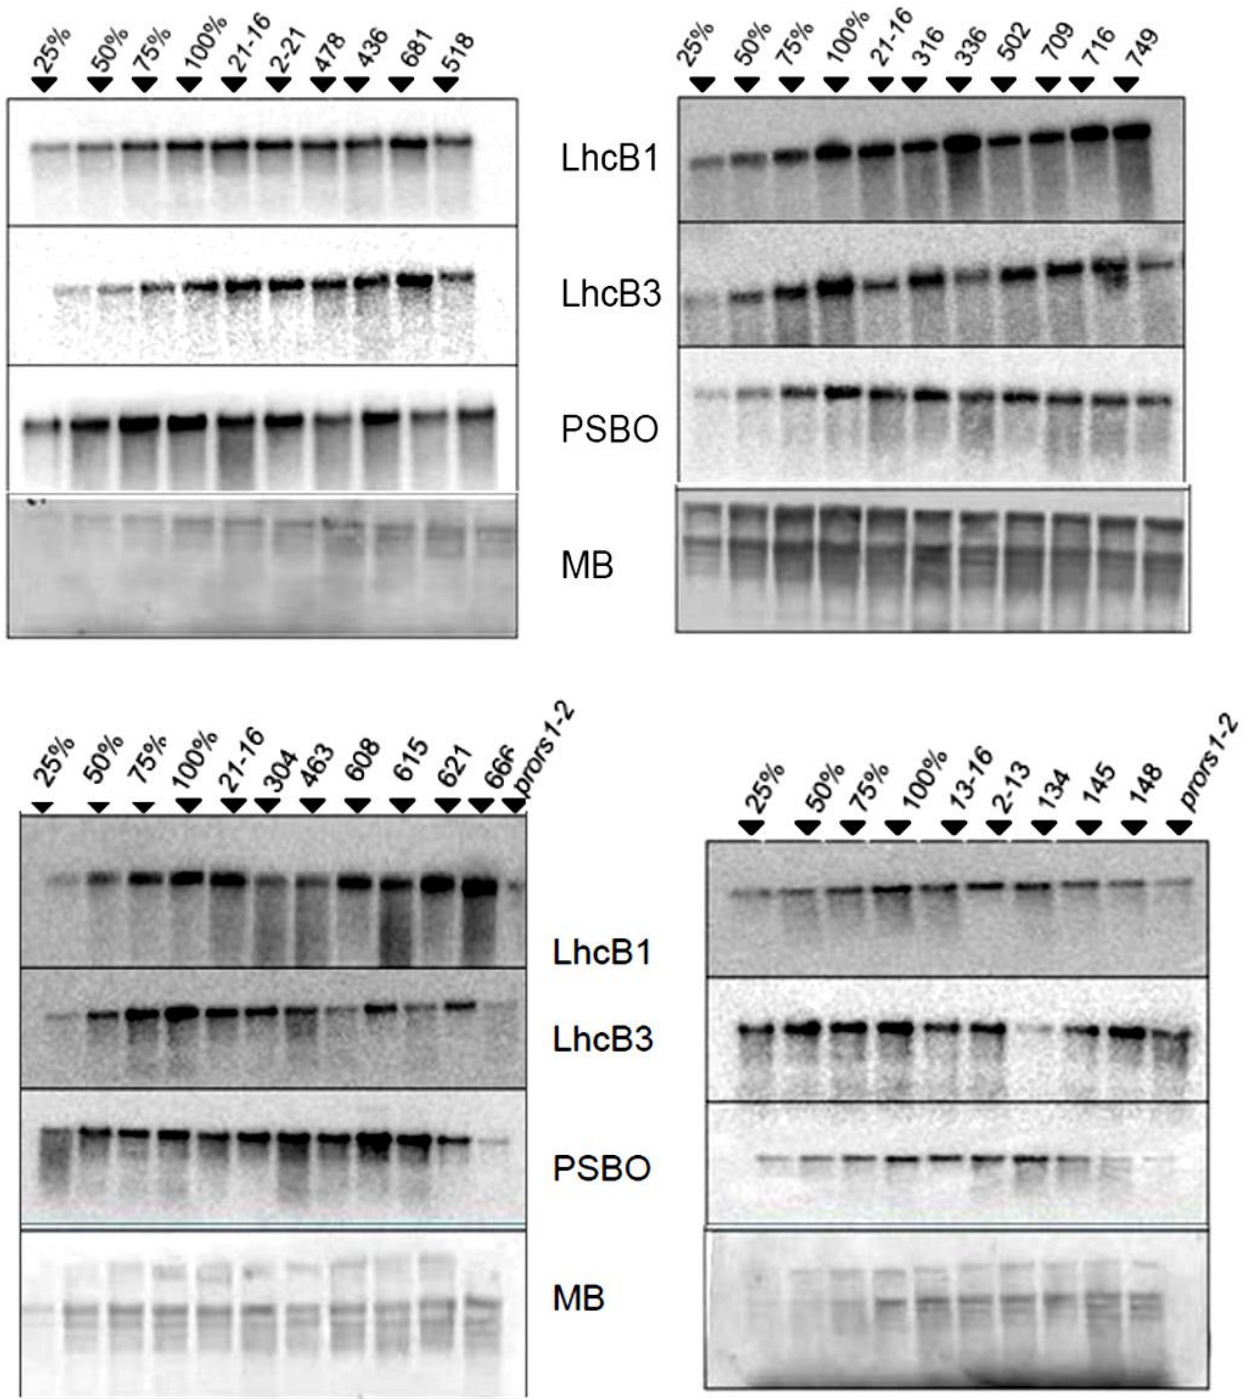 25% 50% 75% 100% 21-16 2-21 478 436 681 518
25% 50% 75% 100% 21-16 316 336 502 709 716 749
LhcB1
LhcB3
PSBO
MB
25% 50% 75% 100% 21-16 304 463 608 615 621 prors1-2
25% 50% 75% 100% 13-16 2-13 134 145 148 prors1-2
LhcB1
LhcB3
PSBO
MB